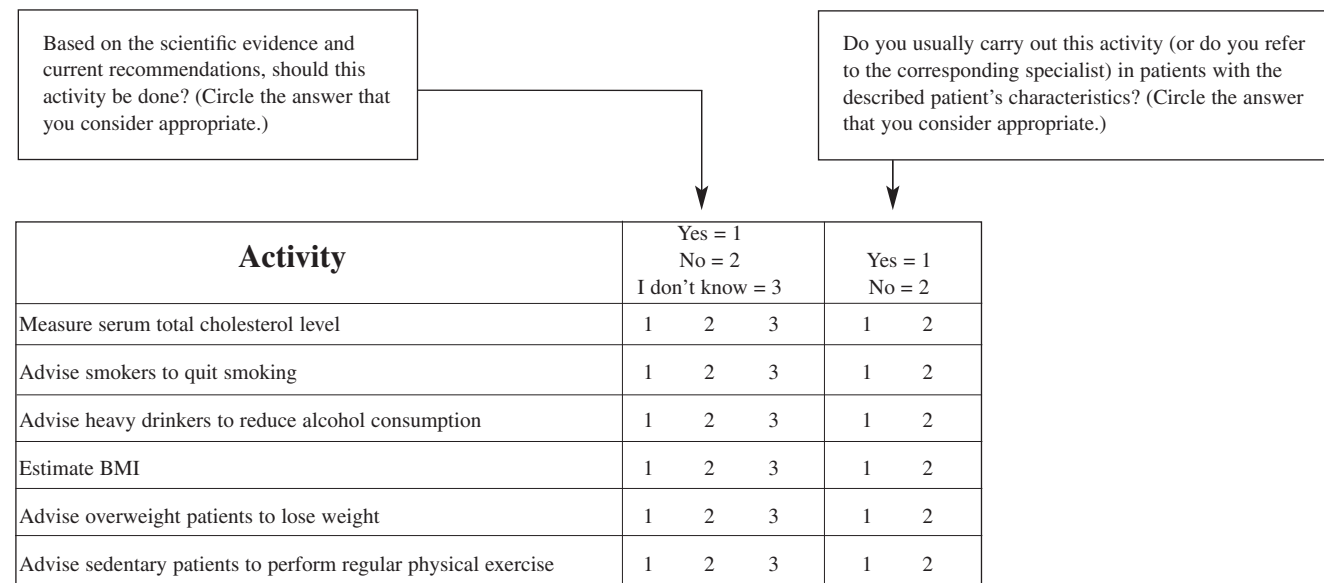 Based on the scientific evidence and
current recommendations, should this
activity be done? (Circle the answer that
you consider appropriate.)
Do you usually carry out this activity (or do you refer
to the corresponding specialist) in patients with the
described patient's characteristics? (Circle the answer
that you consider appropriate.)
Activity
Yes = 1
No = 2
I don't know = 3
Yes = 1
No = 2
Measure serum total cholesterol level 1 2 3 1 2
Advise smokers to quit smoking 1 2 3 1 2
Advise heavy drinkers to reduce alcohol consumption 1 2 3 1 2
Estimate BMI 1 2 3 1 2
Advise overweight patients to lose weight 1 2 3 1 2
Advise sedentary patients to perform regular physical exercise 1 2 3 1 2